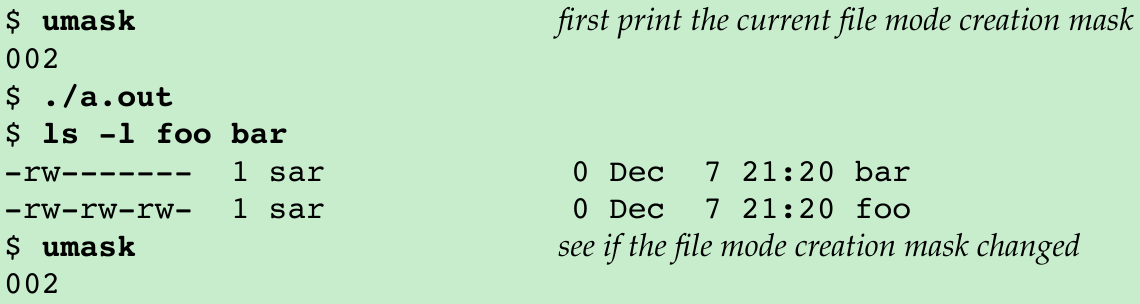 $ umask first print the current file mode creation mask
002
$ ./a.out
$ ls -l foo bar
-rw------- 1 sar 0 Dec 7 21:20 bar
-rw-rw-rw- 1 sar 0 Dec 7 21:20 foo
$ umask see if the file mode creation mask changed
002